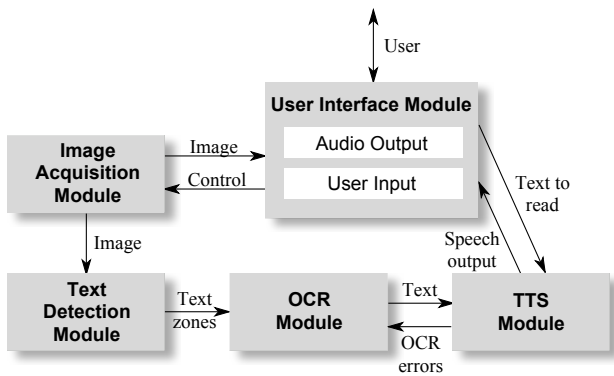 User
User Interface Module
Audio Output
User Input
Image
Acquisition
Module
Image
Control
Text to
read
Image
Speech
output
Text
Detection
Module
Text
zones
OCR
Module
Text
OCR
errors
TTS
Module